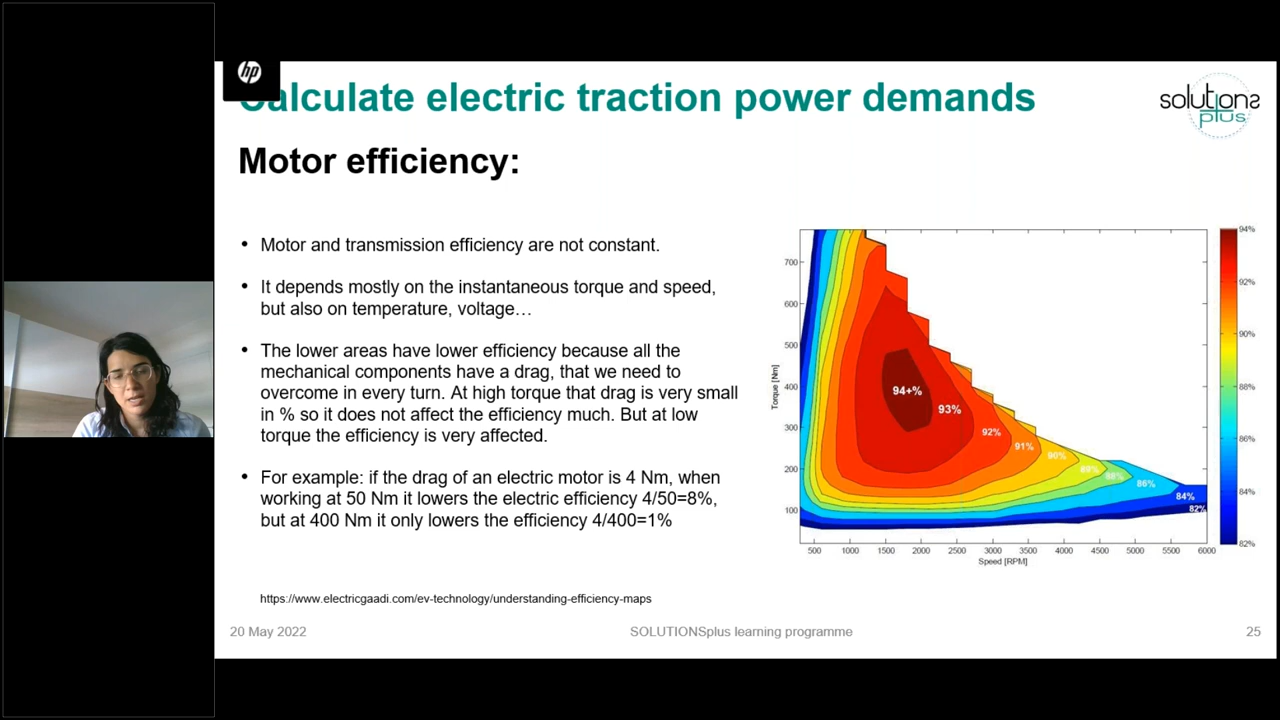 hp
Calculate electric traction power demands
solutions
plus
Motor efficiency:
• Motor and transmission efficiency are not constant.
• It depends mostly on the instantaneous torque and speed,
but also on temperature, voltage…
• The lower areas have lower efficiency because all the
mechanical components have a drag, that we need to
overcome in every turn. At high torque that drag is very small
in % so it does not affect the efficiency much. But at low
torque the efficiency is very affected.
• For example: if the drag of an electric motor is 4 Nm, when
working at 50 Nm it lowers the electric efficiency 4/50=8%,
but at 400 Nm it only lowers the efficiency 4/400=1%
Torque [Nm]
700
600
500
400
300
200
100
94+%
93%
92%
91%
90%
89%
88%
86%
84%
82%
500 1000 1500 2000 2500 3000 3500 4000 4500 5000 5500 6000
Speed [RPM]
94%
92%
90%
88%
86%
84%
82%
https://www.electricgaadi.com/ev-technology/understanding-efficiency-maps
20 May 2022
SOLUTIONSplus learning programme
25